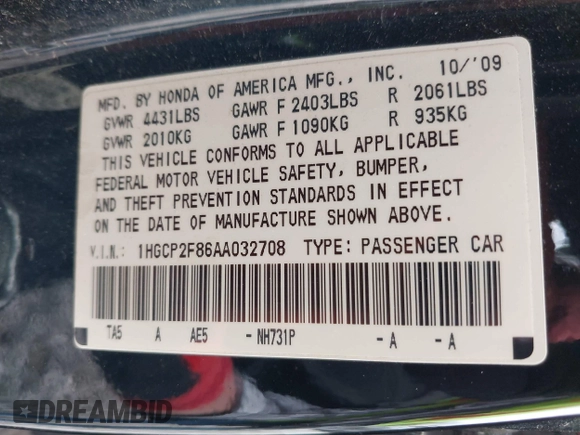 MFD. BY HONDA OF AMERICA MFG., INC. 10/'09
GVWR 4431LBS GAWR F 2403LBS R 2061LBS
GVWR 2010KG GAWR F 1090KG R 935KG
THIS VEHICLE CONFORMS TO ALL APPLICABLE
FEDERAL MOTOR VEHICLE SAFETY, BUMPER,
AND THEFT PREVENTION STANDARDS IN EFFECT
ON THE DATE OF MANUFACTURE SHOWN ABOVE.
V.I.N.: 1HGCP2F86AA032708 TYPE: PASSENGER CAR
TA5 A AE5 - NH731P - A - A
DREAMBID